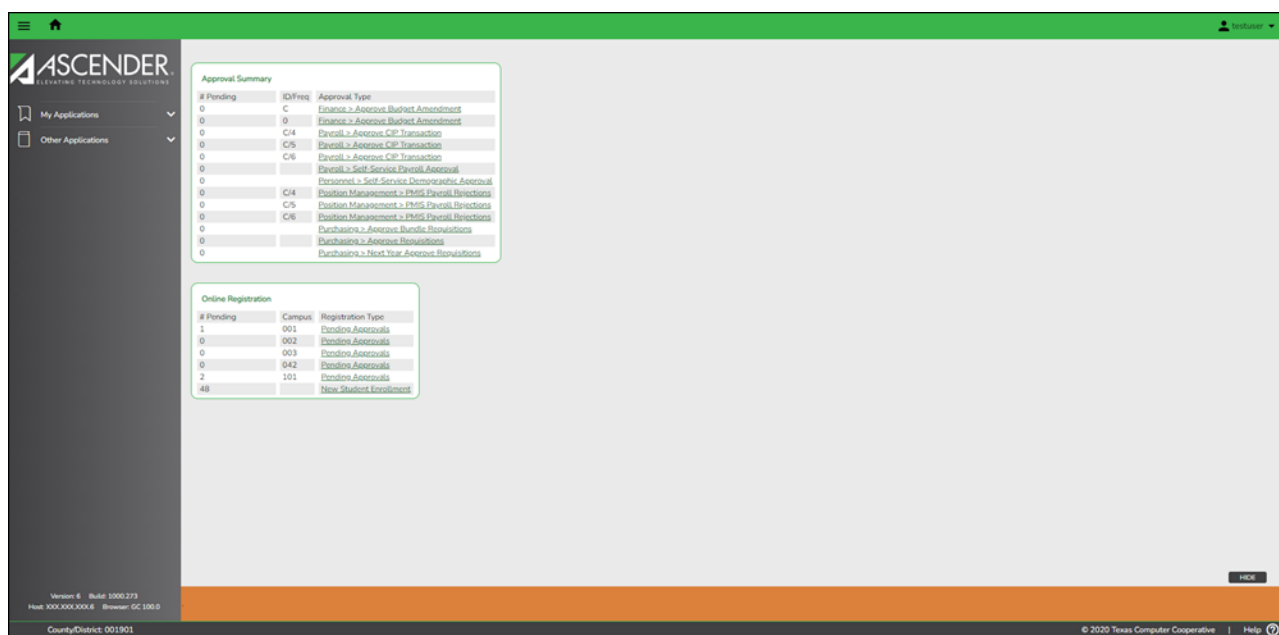 testuser
ASCENDER
ELEVATING TECHNOLOGY SOLUTIONS
My Applications
Other Applications
Approval Summary
# Pending ID/Freq Approval Type
0 C Finance > Approve Budget Amendment
0 0 Finance > Approve Budget Amendment
0 C/4 Payroll > Approve CIP Transaction
0 C/5 Payroll > Approve CIP Transaction
0 C/6 Payroll > Approve CIP Transaction
0 Payroll > Self-Service Payroll Approval
0 Personnel > Self-Service Demographic Approval
0 C/4 Position Management > PMIS Payroll Rejections
0 C/5 Position Management > PMIS Payroll Rejections
0 C/6 Position Management > PMIS Payroll Rejections
0 Purchasing > Approve Bundle Requisitions
0 Purchasing > Approve Requisitions
0 Purchasing > Next Year Approve Requisitions
Online Registration
# Pending Campus Registration Type
1 001 Pending Approvals
0 002 Pending Approvals
0 003 Pending Approvals
0 042 Pending Approvals
2 101 Pending Approvals
48 New Student Enrollment
HIDE
Version: 6 Build: 1000.273
Host: XXX.XXX.XXX.6 Browser: GC 100.0
County/District: 001901
© 2020 Texas Computer Cooperative | Help ?